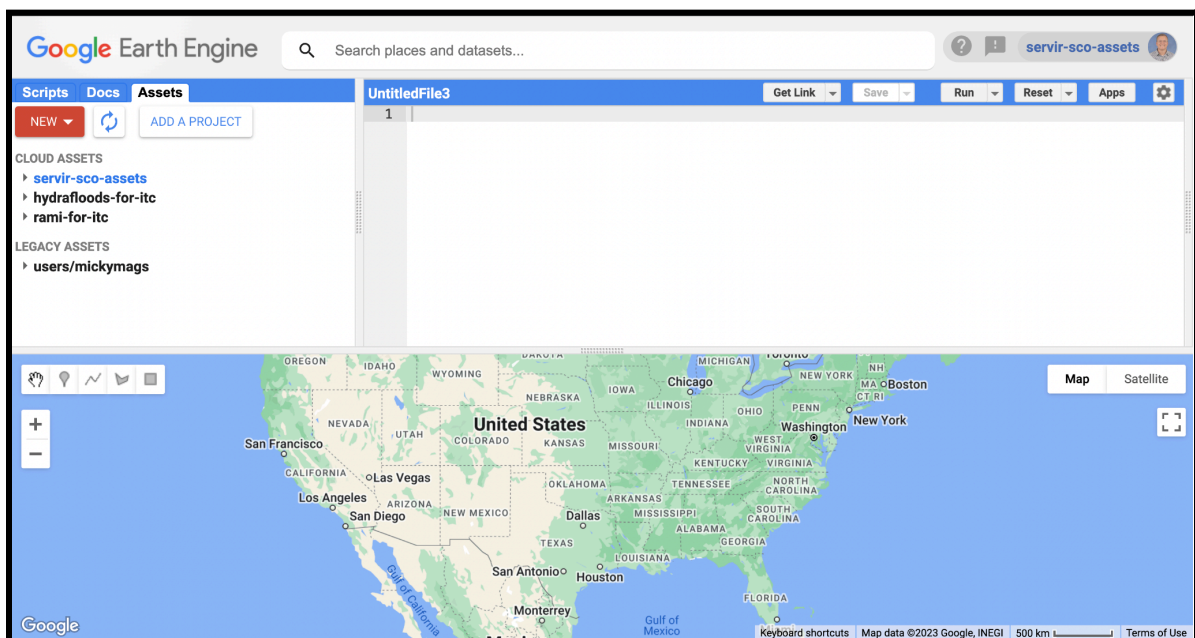 Google Earth Engine
Search places and datasets...
servir-sco-assets
Scripts Docs Assets
NEW
ADD A PROJECT
CLOUD ASSETS
servir-sco-assets
hydrafloods-for-itc
rami-for-itc
LEGACY ASSETS
users/mickymags
UntitledFile3
Get Link Save Run Reset Apps
1
Map Satellite
OREGON
IDAHO
WYOMING
MICHIGAN
NH
NEW YORK
MA Boston
CT RI
Chicago
IOWA
NEBRASKA
ILLINOIS
OHIO
PENN
New York
NEVADA
United States
INDIANA
Washington
San Francisco
UTAH
COLORADO
KANSAS
MISSOURI
WEST
VIRGINIA
KENTUCKY
VIRGINIA
CALIFORNIA
Las Vegas
OKLAHOMA
TENNESSEE
NORTH
CAROLINA
Los Angeles
ARIZONA
NEW MEXICO
ARKANSAS
San Diego
Dallas
MISSISSIPPI
SOUTH
CAROLINA
ALABAMA
TEXAS
GEORGIA
LOUISIANA
San Antonio
Houston
Gulf of California
FLORIDA
Monterrey
Gulf of
Mexico
Google
Keyboard shortcuts Map data ©2023 Google, INEGI 500 km Terms of Use